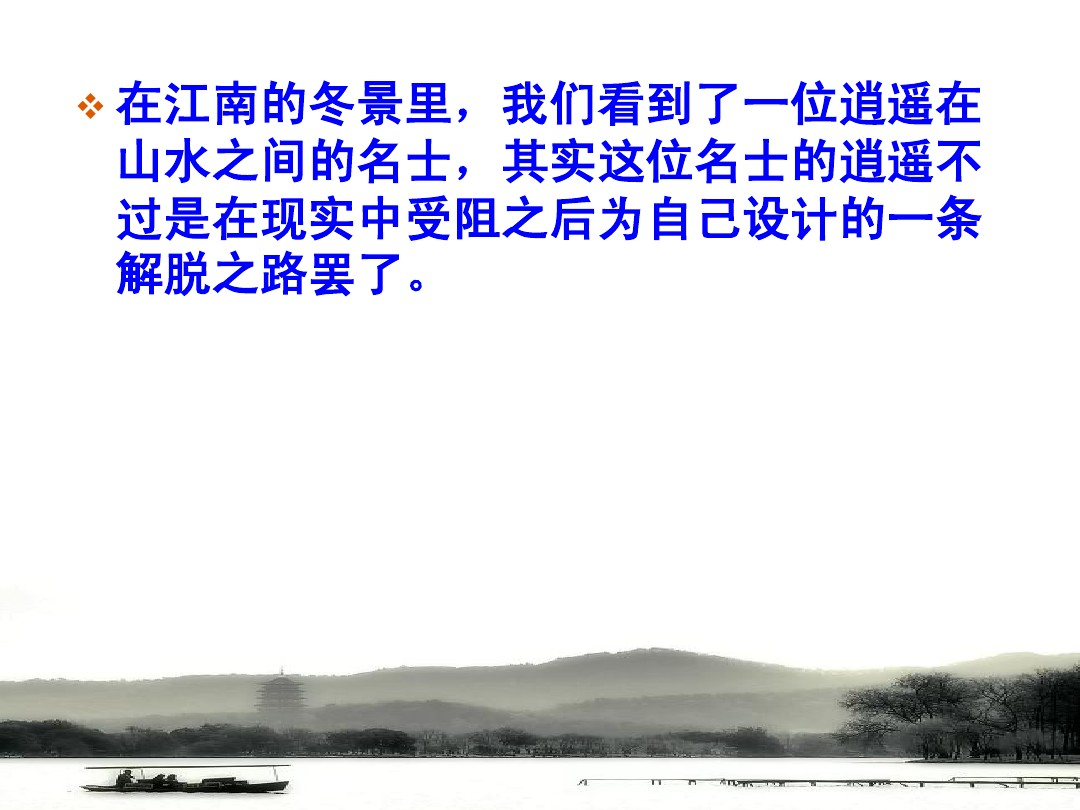 在江南的冬景里，我们看到了一位逍遥在
山水之间的名士，其实这位名士的逍遥不
过是在现实中受阻之后为自己设计的一条
解脱之路罢了。